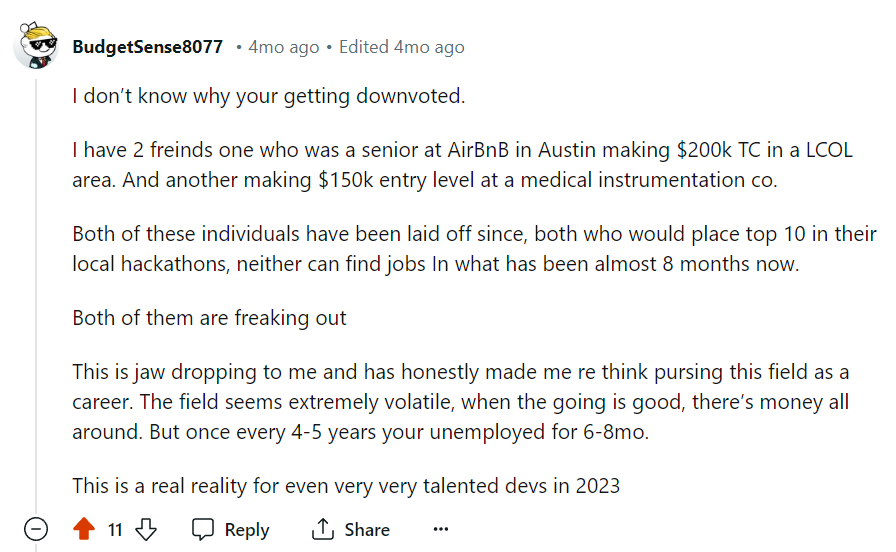 BudgetSense8077 • 4mo ago • Edited 4mo ago
I don’t know why your getting downvoted.
I have 2 freinds one who was a senior at AirBnB in Austin making $200k TC in a LCOL
area. And another making $150k entry level at a medical instrumentation co.
Both of these individuals have been laid off since, both who would place top 10 in their
local hackathons, neither can find jobs In what has been almost 8 months now.
Both of them are freaking out
This is jaw dropping to me and has honestly made me re think pursing this field as a
career. The field seems extremely volatile, when the going is good, there’s money all
around. But once every 4-5 years your unemployed for 6-8mo.
This is a real reality for even very very talented devs in 2023
11 Reply Share ···